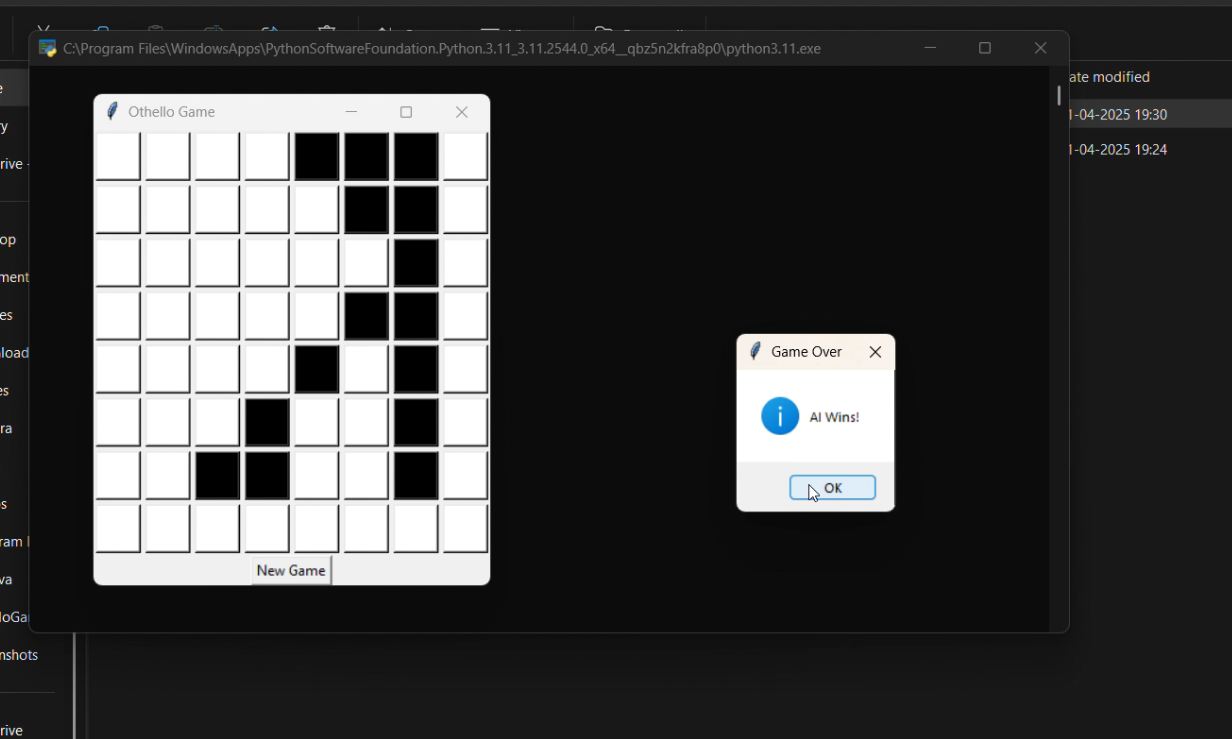 C:\Program Files\WindowsApps\PythonSoftwareFoundation.Python.3.11_3.11.2544.0_x64__qbz5n2kfra8p0\python3.11.exe
ate modified
Othello Game
1-04-2025 19:30
ry
1-04-2025 19:24
rive -
op
ment
es
load
Game Over
es
AI Wins!
ra
OK
s
ram
New Game
va
loGa
nshots
rive